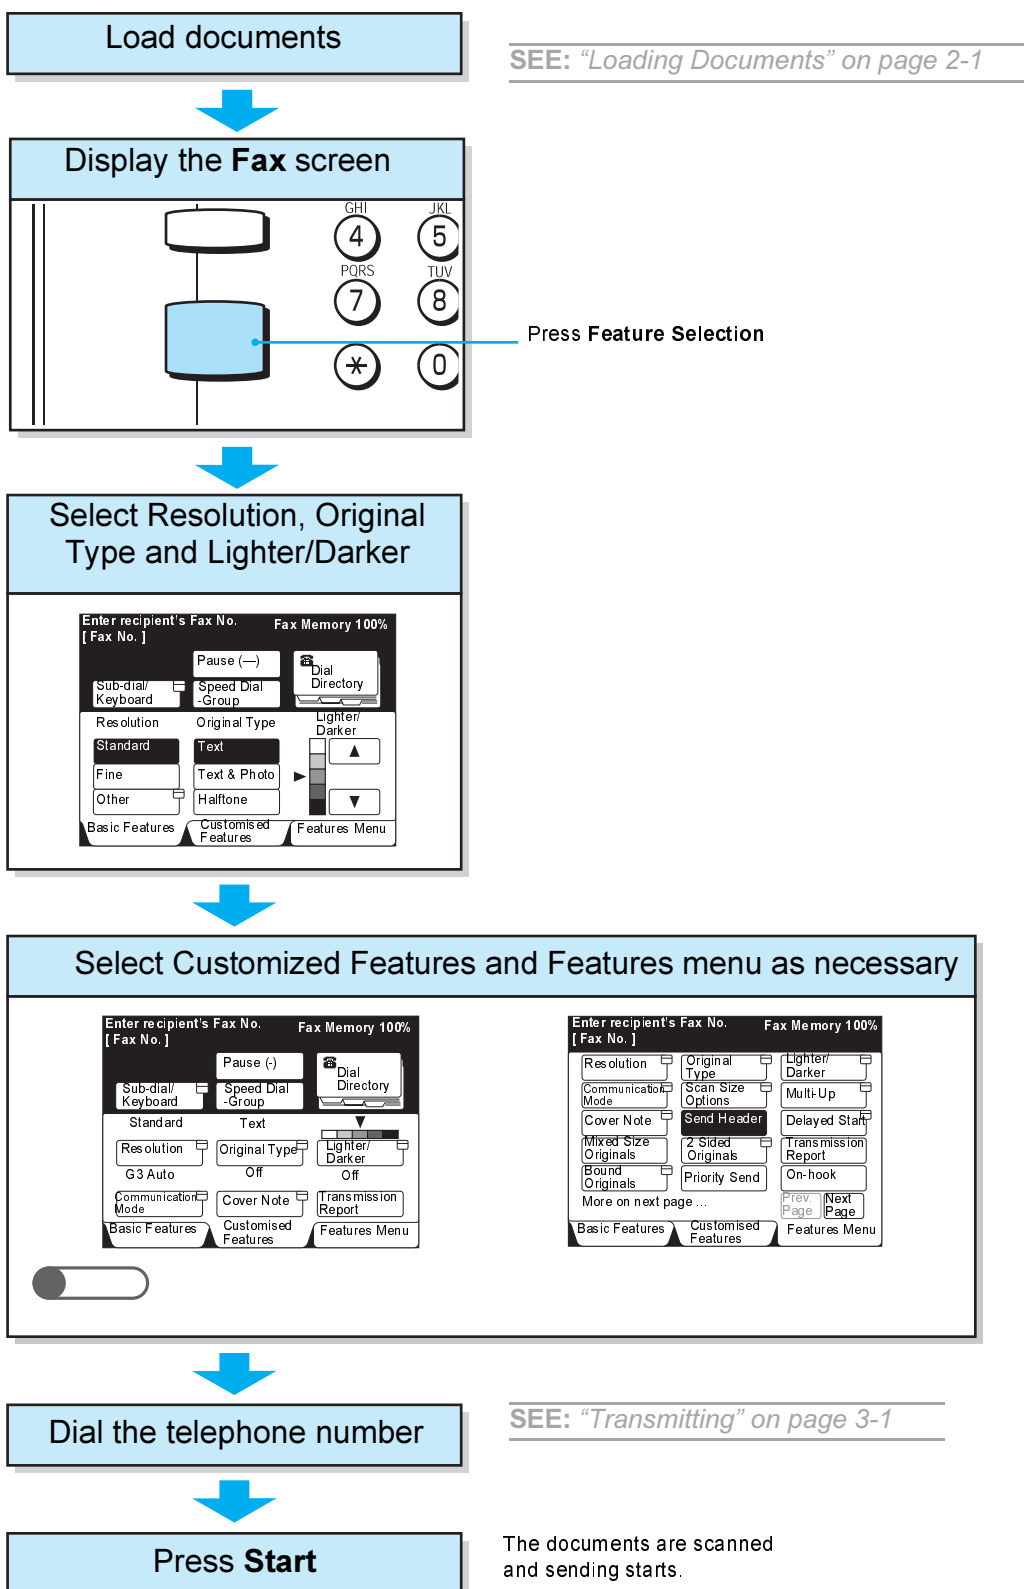 Load documents
SEE: “Loading Documents” on page 2-1
Display the Fax screen
GHI JKL
4 5
PQRS TUV
7 8
* 0
Press Feature Selection
Select Resolution, Original
Type and Lighter/Darker
Enter recipient's Fax No. Fax Memory 100%
[ Fax No. ]
Pause (—)
Dial
Directory
Sub-dial/
Keyboard
Speed Dial
-Group
Resolution Original Type Lighter/
Darker
Standard Text
Fine Text & Photo
Other Halftone
Basic Features Customised
Features Features Menu
Select Customized Features and Features menu as necessary
Enter recipient's Fax No. Fax Memory 100%
[ Fax No. ]
Pause (-)
Dial
Directory
Sub-dial/
Keyboard
Speed Dial
-Group
Standard Text
Resolution Original Type Lighter/
Darker
G3 Auto Off Off
Communication
Mode
Cover Note
Transmission
Report
Basic Features Customised
Features Features Menu
Enter recipient's Fax No. Fax Memory 100%
[ Fax No. ]
Resolution Original
Type
Lighter/
Darker
Communication
Mode
Scan Size
Options
Multi-Up
Cover Note Send Header Delayed Start
Mixed Size
Originals
2 Sided
Originals
Transmission
Report
Bound
Originals
Priority Send On-hook
More on next page ... Prev.
Page
Next
Page
Basic Features Customised
Features Features Menu
Dial the telephone number
SEE: “Transmitting” on page 3-1
Press Start
The documents are scanned
and sending starts.